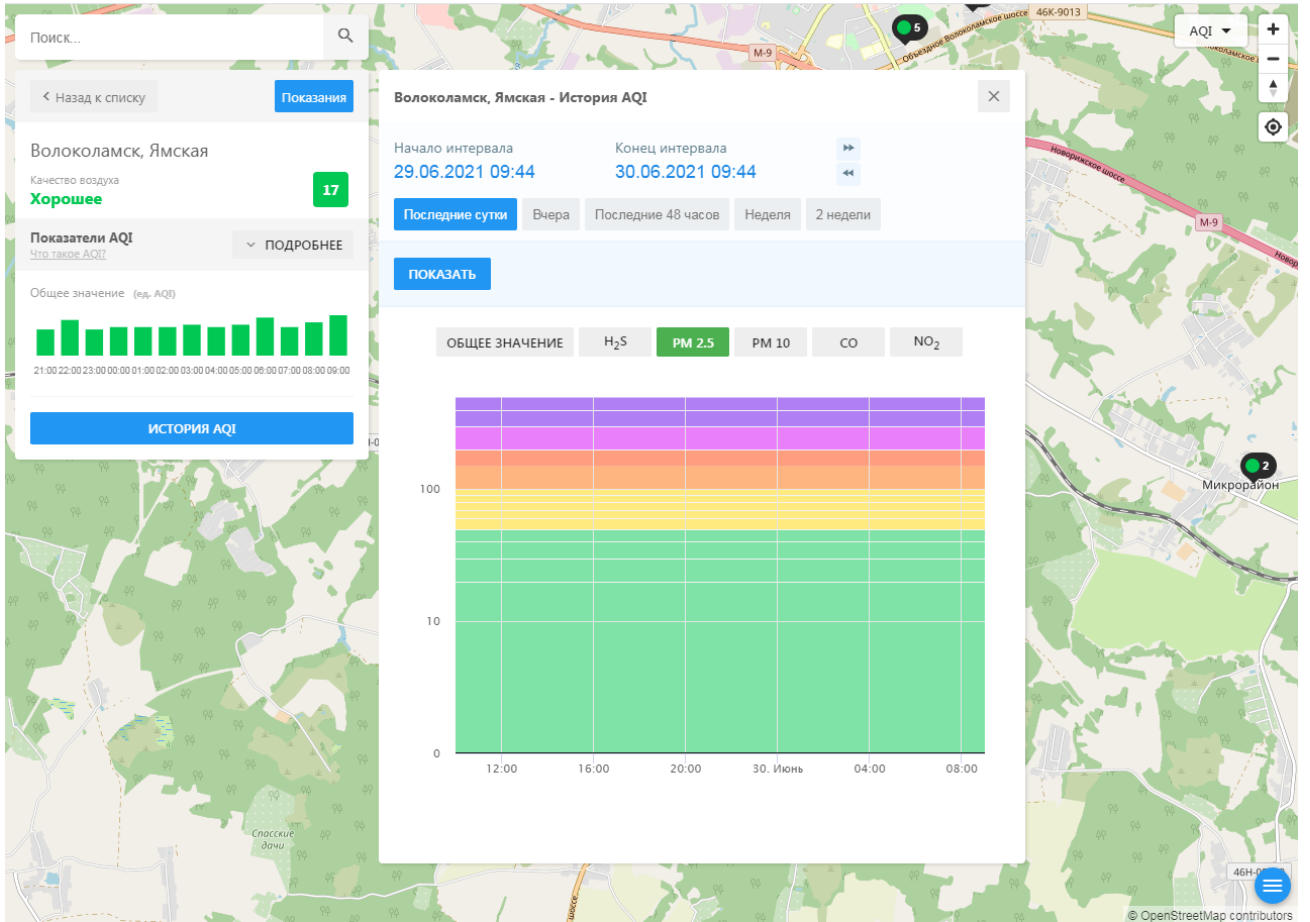 Поиск...
46К-9013
5
Объездное Волоколамское шоссе
М-9
AQI
Назад к списку
Показания
Волоколамск, Ямская
Качество воздуха
Хорошее
17
Показатели AQI
Что такое AQI?
ПОДРОБНЕЕ
Общее значение (ед. AQI)
21:00 22:00 23:00 00:00 01:00 02:00 03:00 04:00 05:00 06:00 07:00 08:00 09:00
ИСТОРИЯ AQI
Волоколамск, Ямская - История AQI
Начало интервала
Конец интервала
29.06.2021 09:44
30.06.2021 09:44
Последние сутки
Вчера
Последние 48 часов
Неделя
2 недели
ПОКАЗАТЬ
ОБЩЕЕ ЗНАЧЕНИЕ
H2S
PM 2.5
PM 10
CO
NO2
100
10
0
12:00
16:00
20:00
30. Июнь
04:00
08:00
Новорижское шоссе
М-9
2
Микрорайон
Спасские
дачи
шоссе
© OpenStreetMap contributors